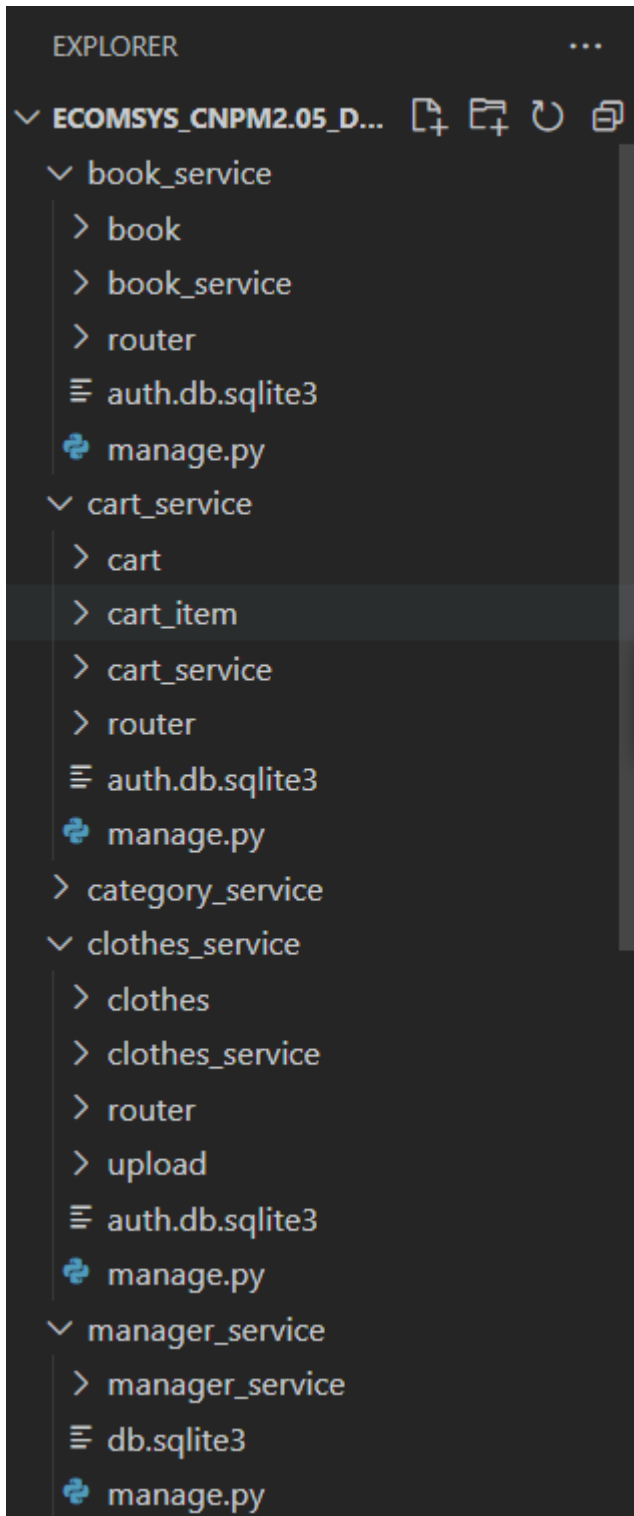 EXPLORER ...
ECOMSYS_CNPM2.05_D...
book_service
book
book_service
router
auth.db.sqlite3
manage.py
cart_service
cart
cart_item
cart_service
router
auth.db.sqlite3
manage.py
category_service
clothes_service
clothes
clothes_service
router
upload
auth.db.sqlite3
manage.py
manager_service
manager_service
db.sqlite3
manage.py